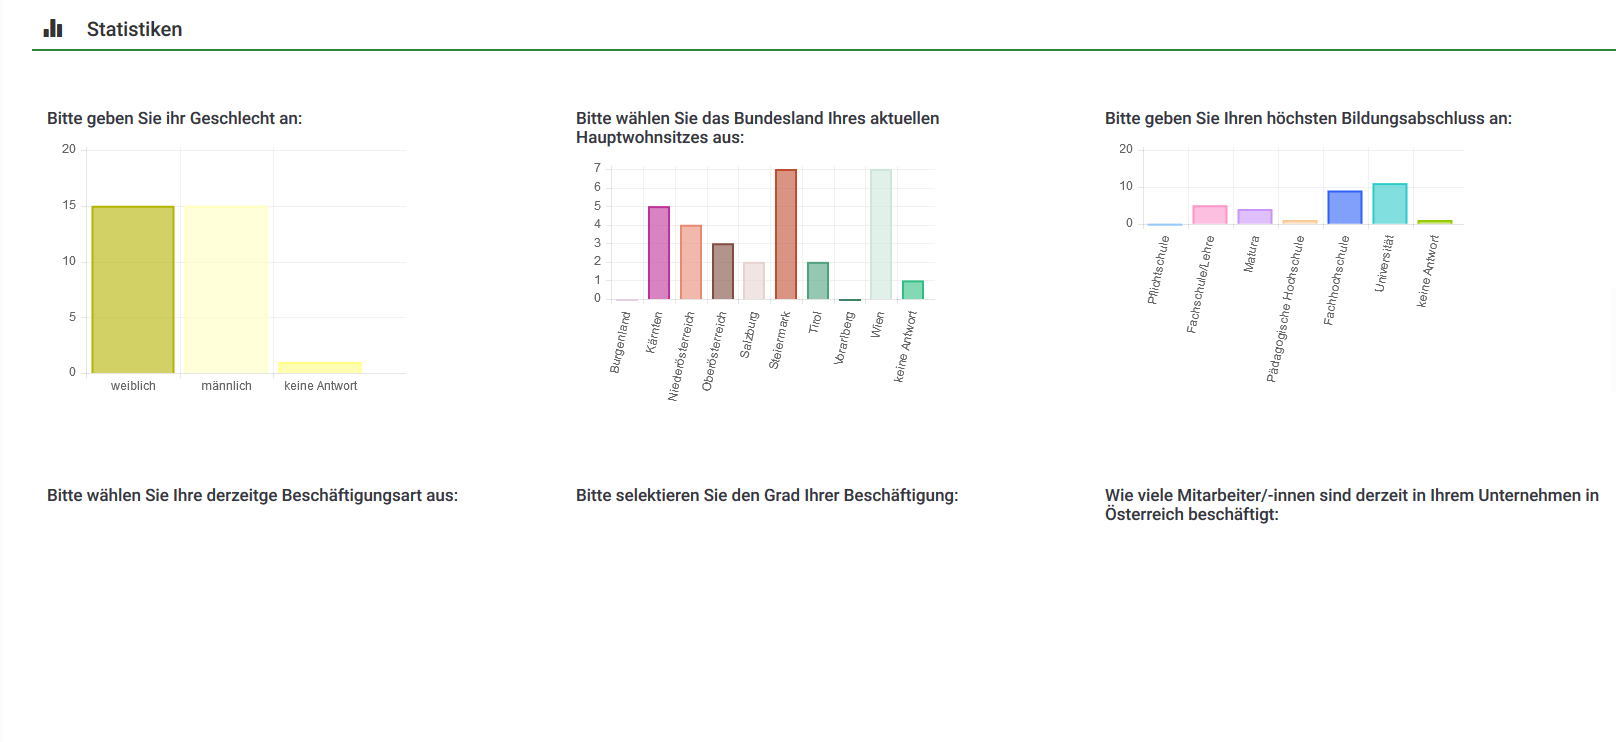 Statistiken
Bitte geben Sie ihr Geschlecht an:
20
15
10
5
0
weiblich männlich keine Antwort
Bitte wählen Sie das Bundesland Ihres aktuellen
Hauptwohnsitzes aus:
7
6
5
4
3
2
1
0
Burgenland
Kärnten
Niederösterreich
Oberösterreich
Salzburg
Steiermark
Tirol
Vorarlberg
Wien
keine Antwort
Bitte geben Sie Ihren höchsten Bildungsabschluss an:
20
10
0
Pflichtschule
Fachschule/Lehre
Matura
Pädagogische Hochschule
Fachhochschule
Universität
keine Antwort
Bitte wählen Sie Ihre derzeitge Beschäftigungsart aus:
Bitte selektieren Sie den Grad Ihrer Beschäftigung:
Wie viele Mitarbeiter/-innen sind derzeit in Ihrem Unternehmen in
Österreich beschäftigt: